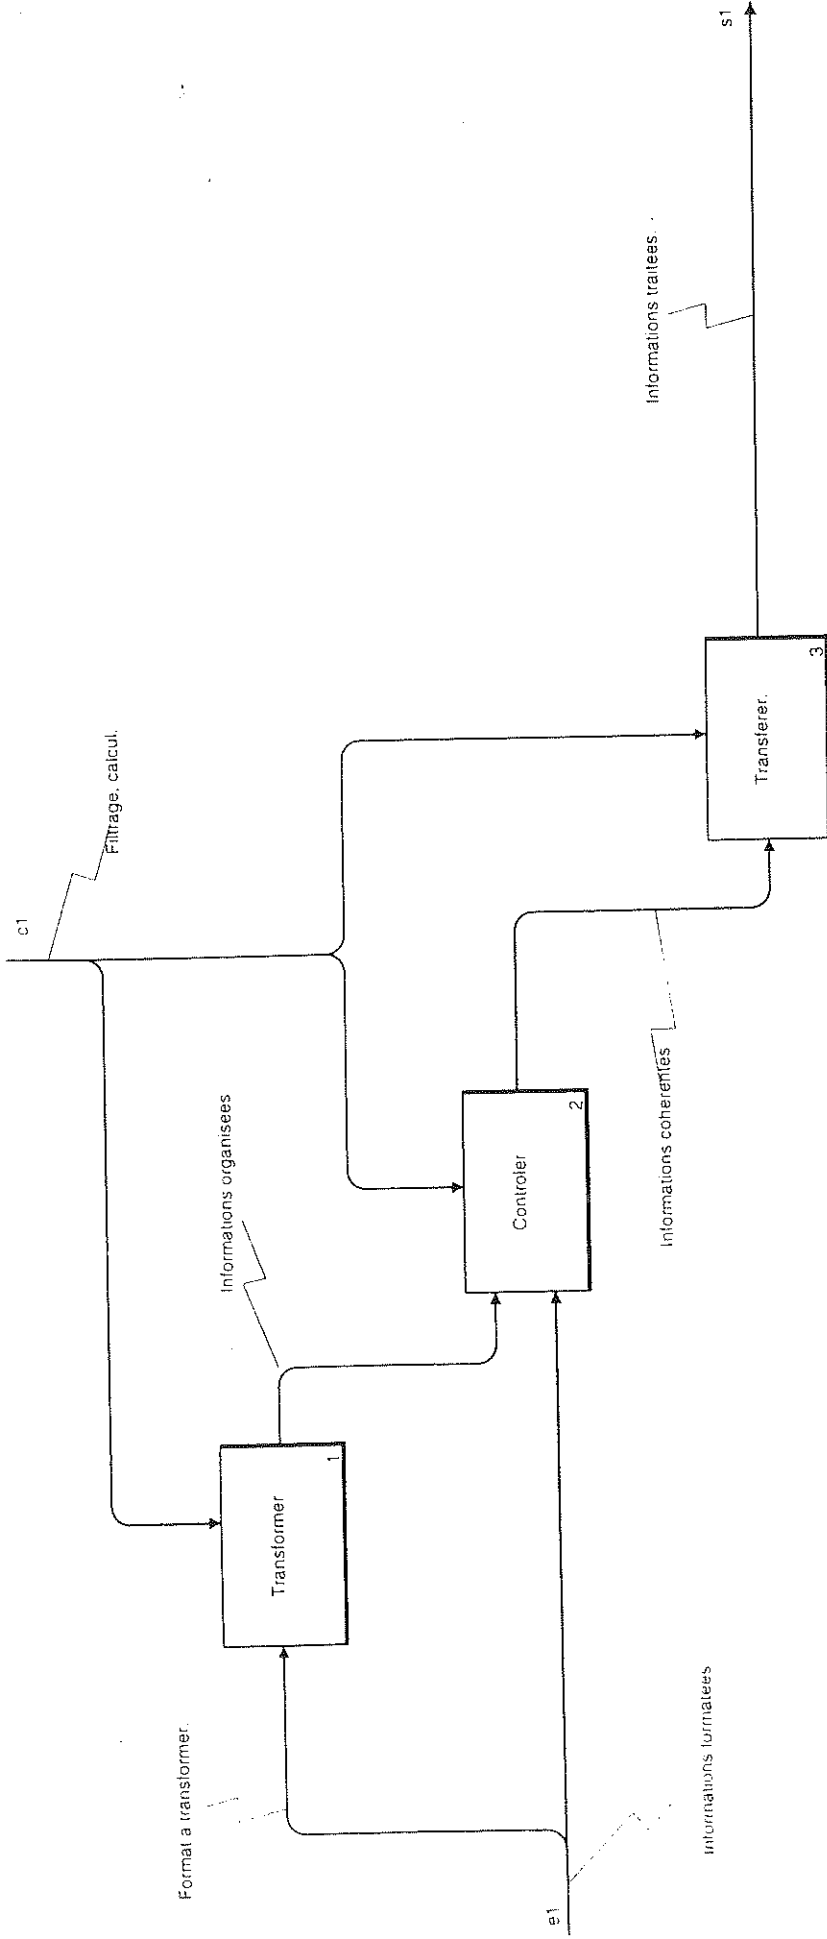 c1
Filtrage, calcul.
s1
Informations organisees
Informations traitees.
Format a transformer.
Transformer
1
Controler
2
Transferer.
3
Informations coherentes
e1
Informations formatees